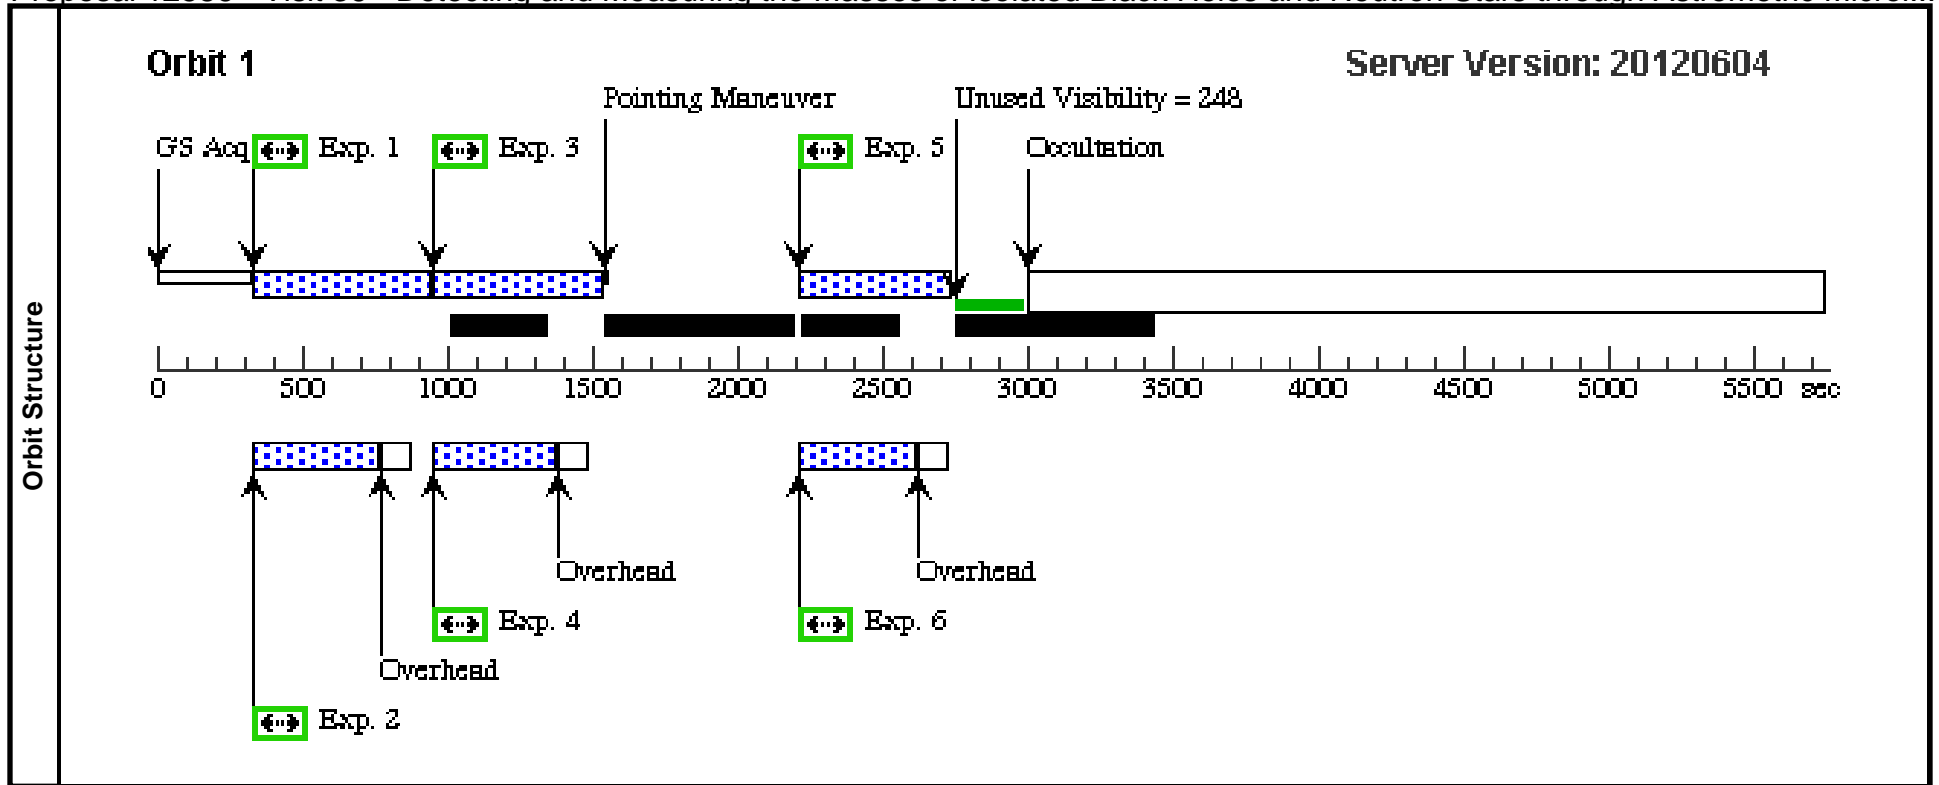 Orbit 1
Server Version: 20120604
Pointing Maneuver
Unused Visibility = 248
GS Acq
Exp. 1
Exp. 3
Exp. 5
Occultation
Orbit Structure
0 500 1000 1500 2000 2500 3000 3500 4000 4500 5000 5500 sec
Overhead
Overhead
Exp. 4
Exp. 6
Overhead
Exp. 2